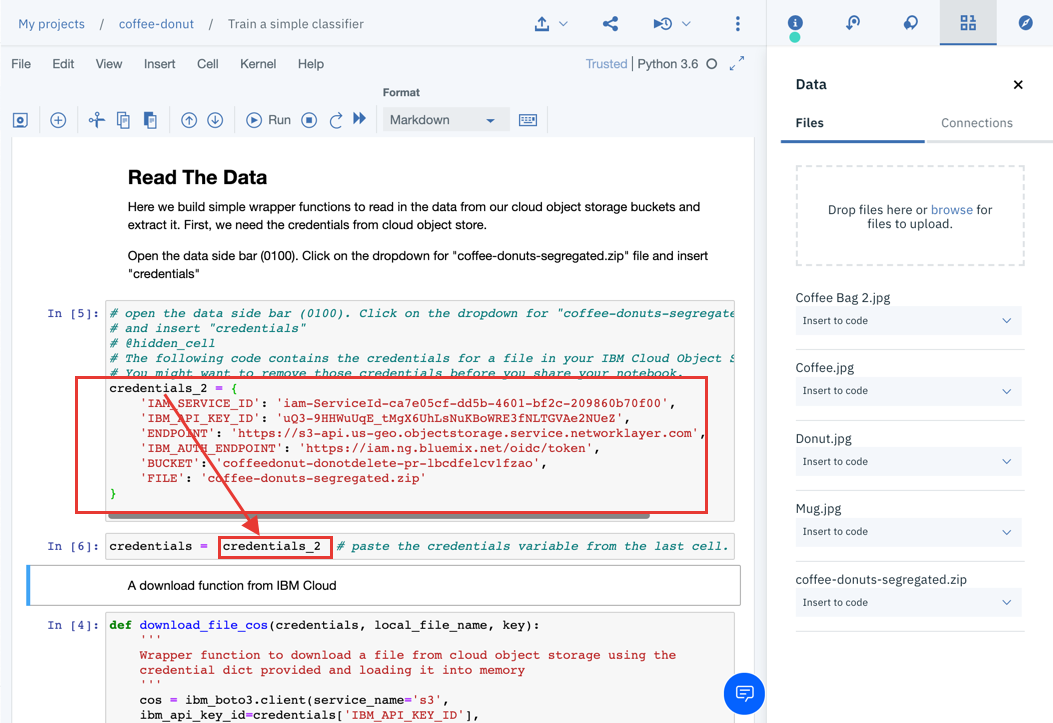 My projects / coffee-donut / Train a simple classifier
File Edit View Insert Cell Kernel Help
Trusted | Python 3.6
Format
Run
Markdown
Read The Data
Here we build simple wrapper functions to read in the data from our cloud object storage buckets and
extract it. First, we need the credentials from cloud object store.
Open the data side bar (0100). Click on the dropdown for "coffee-donuts-segregated.zip" file and insert
"credentials"
In [5]:
# open the data side bar (0100). Click on the dropdown for "coffee-donuts-segregate
# and insert "credentials"
# @hidden_cell
# The following code contains the credentials for a file in your IBM Cloud Object S
# You might want to remove those credentials before you share your notebook.
credentials_2 = {
'IAM_SERVICE_ID': 'iam-ServiceId-ca7e05cf-dd5b-4601-bf2c-209860b70f00',
'IBM_API_KEY_ID': 'uQ3-9HHWuUqE_tMgX6UhLsNuKBoWRE3fNLTGVAe2NUeZ',
'ENDPOINT': 'https://s3-api.us-geo.objectstorage.service.networklayer.com',
'IBM_AUTH_ENDPOINT': 'https://iam.ng.bluemix.net/oidc/token',
'BUCKET': 'coffeedonut-donotdelete-pr-lbcdfelcv1fzao',
'FILE': 'coffee-donuts-segregated.zip'
}
In [6]: credentials = credentials_2 # paste the credentials variable from the last cell.
A download function from IBM Cloud
In [4]: def download_file_cos(credentials, local_file_name, key):
'''
Wrapper function to download a file from cloud object storage using the
credential dict provided and loading it into memory
'''
cos = ibm_boto3.client(service_name='s3',
ibm_api_key_id=credentials['IBM_API_KEY_ID'],
Data
Files Connections
Drop files here or browse for
files to upload.
Coffee Bag 2.jpg
Insert to code
Coffee.jpg
Insert to code
Donut.jpg
Insert to code
Mug.jpg
Insert to code
coffee-donuts-segregated.zip
Insert to code